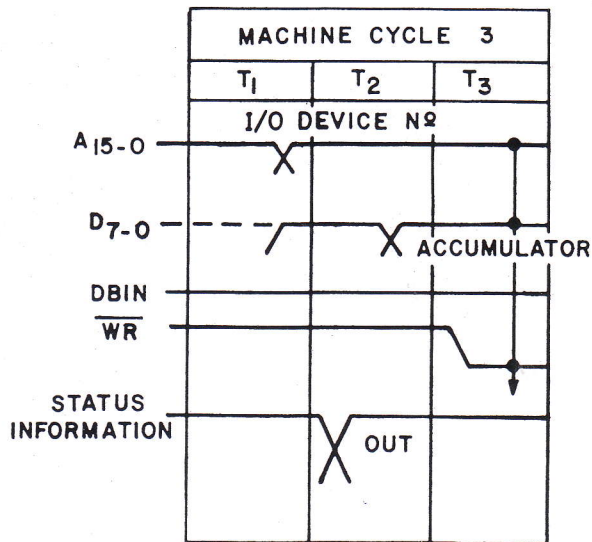 MACHINE CYCLE 3
T1 T2 T3
I/O DEVICE Nº
A15-0
D7-0
ACCUMULATOR
DBIN
WR
STATUS
INFORMATION
OUT